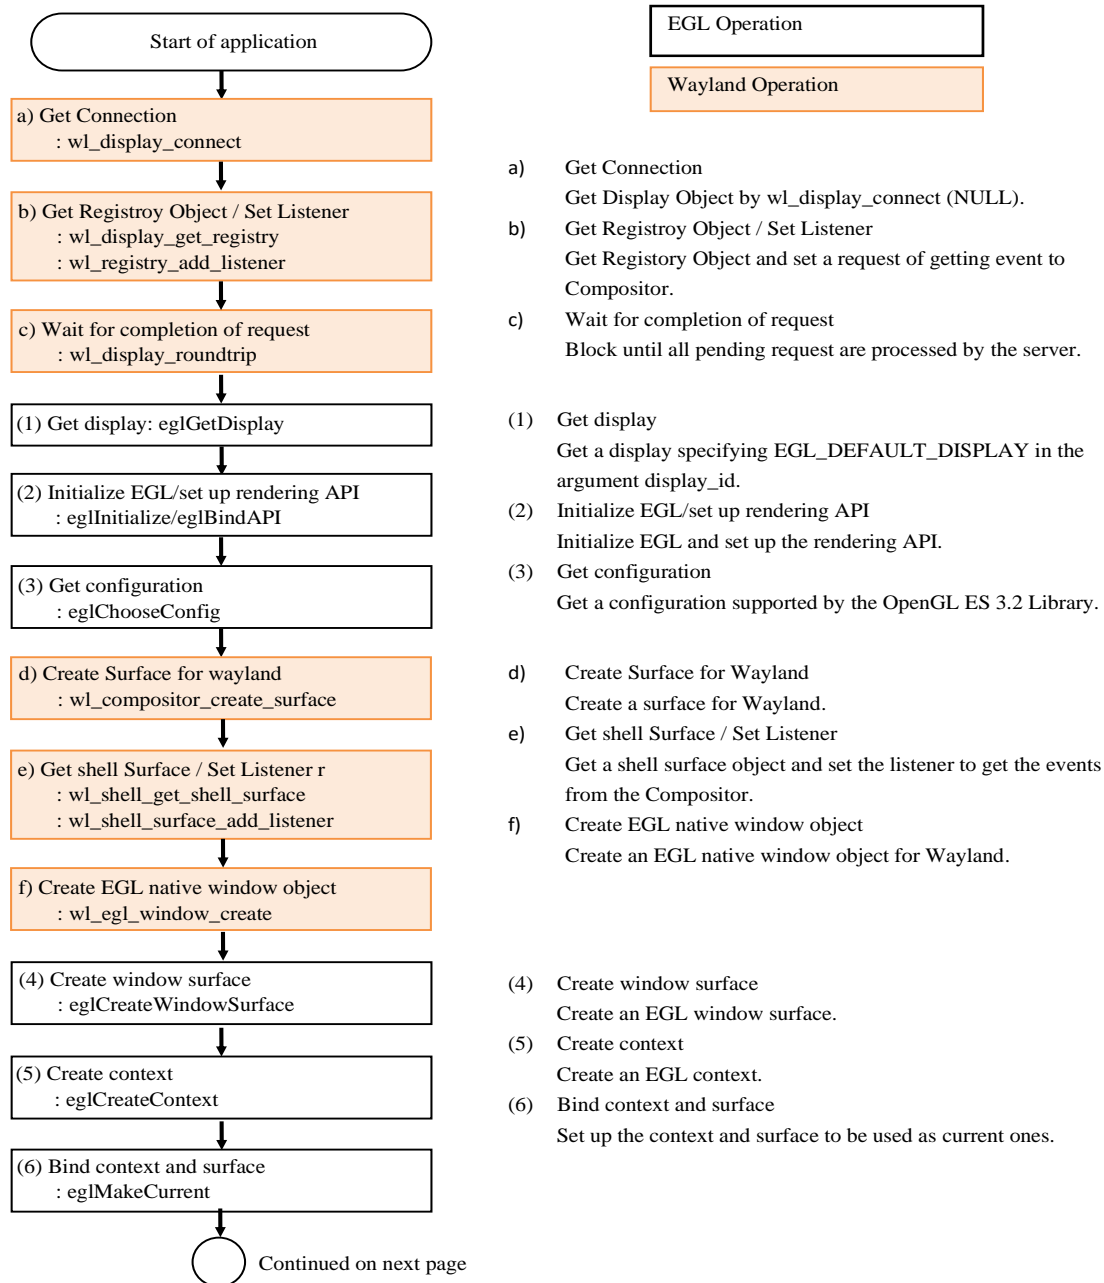 Start of application
a) Get Connection
: wl_display_connect
b) Get Registroy Object / Set Listener
: wl_display_get_registry
: wl_registry_add_listener
c) Wait for completion of request
: wl_display_roundtrip
(1) Get display: eglGetDisplay
(2) Initialize EGL/set up rendering API
: eglInitialize/eglBindAPI
(3) Get configuration
: eglChooseConfig
d) Create Surface for wayland
: wl_compositor_create_surface
e) Get shell Surface / Set Listener r
: wl_shell_get_shell_surface
: wl_shell_surface_add_listener
f) Create EGL native window object
: wl_egl_window_create
(4) Create window surface
: eglCreateWindowSurface
(5) Create context
: eglCreateContext
(6) Bind context and surface
: eglMakeCurrent
Continued on next page
EGL Operation
Wayland Operation
a) Get Connection
Get Display Object by wl_display_connect (NULL).
b) Get Registroy Object / Set Listener
Get Registory Object and set a request of getting event to
Compositor.
c) Wait for completion of request
Block until all pending request are processed by the server.
(1) Get display
Get a display specifying EGL_DEFAULT_DISPLAY in the
argument display_id.
(2) Initialize EGL/set up rendering API
Initialize EGL and set up the rendering API.
(3) Get configuration
Get a configuration supported by the OpenGL ES 3.2 Library.
d) Create Surface for Wayland
Create a surface for Wayland.
e) Get shell Surface / Set Listener
Get a shell surface object and set the listener to get the events
from the Compositor.
f) Create EGL native window object
Create an EGL native window object for Wayland.
(4) Create window surface
Create an EGL window surface.
(5) Create context
Create an EGL context.
(6) Bind context and surface
Set up the context and surface to be used as current ones.